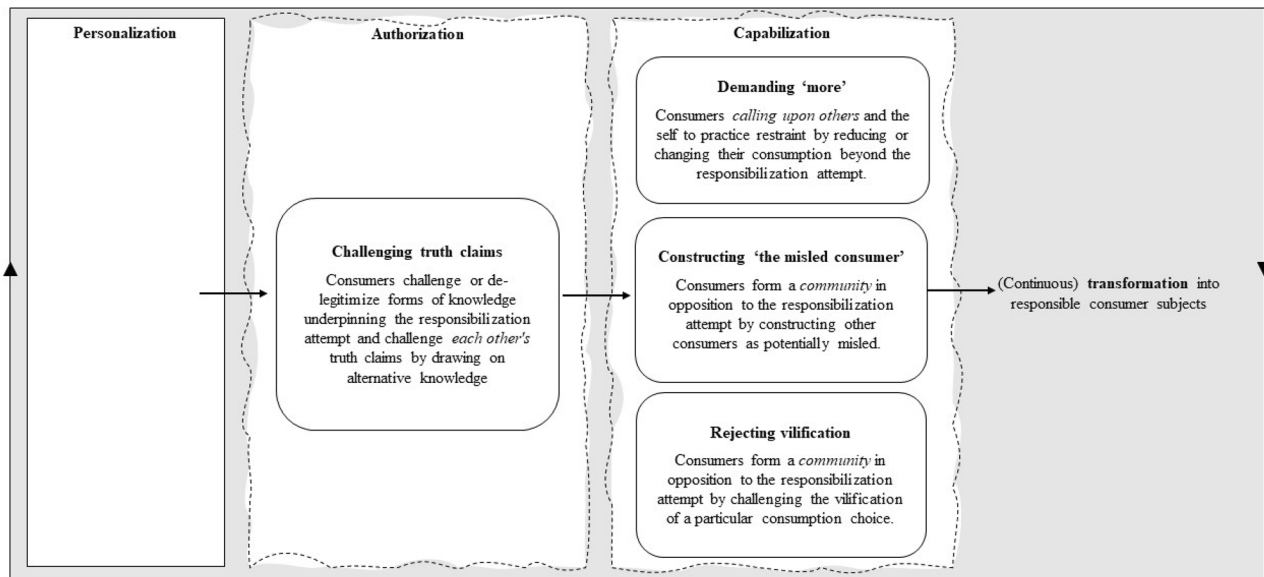 Personalization
Authorization
Challenging truth claims
Consumers challenge or de-
legitimize forms of knowledge
underpinning the responsibilization
attempt and challenge each other's
truth claims by drawing on
alternative knowledge
Capabilization
Demanding ‘more’
Consumers calling upon others and the
self to practice restraint by reducing or
changing their consumption beyond the
responsibilization attempt.
Constructing ‘the misled consumer’
Consumers form a community in
opposition to the responsibilization
attempt by constructing other
consumers as potentially misled.
Rejecting vilification
Consumers form a community in
opposition to the responsibilization
attempt by challenging the vilification
of a particular consumption choice.
(Continuous) transformation into
responsible consumer subjects